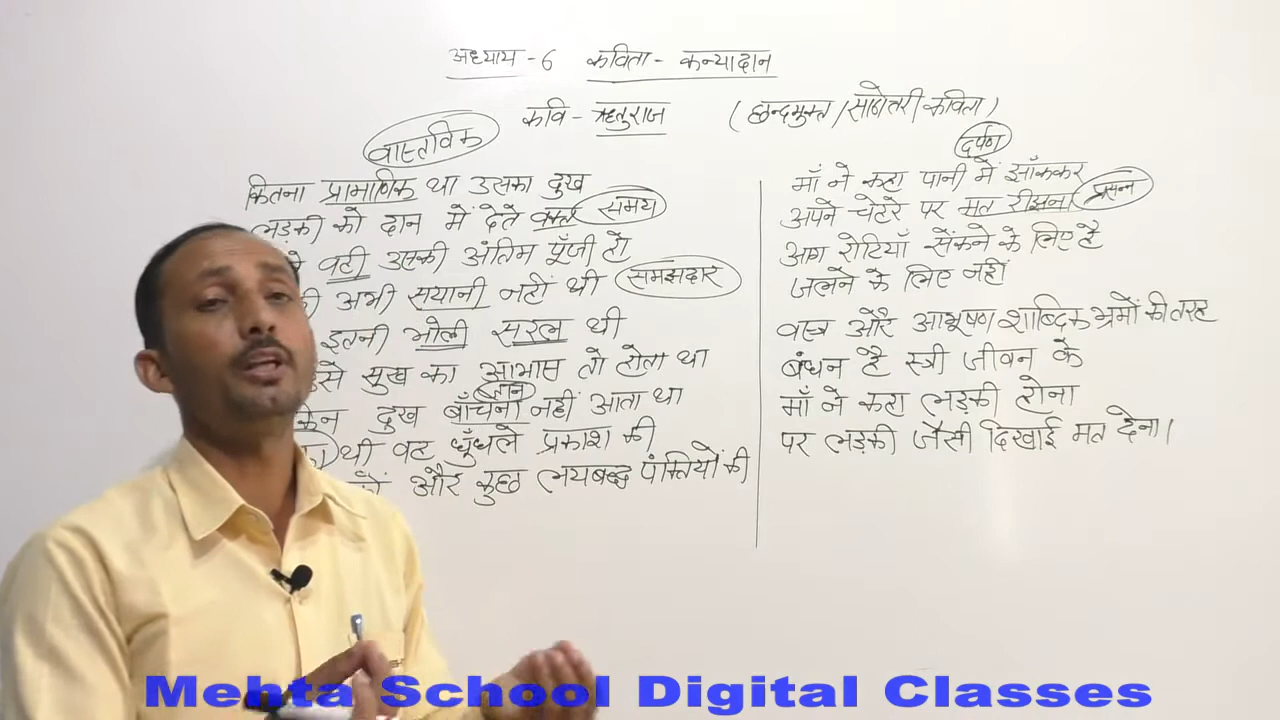 अध्याय - 6 कविता - कन्यादान
कवि - ऋतुराज (छन्दमुक्त / साठोत्तरी कविता)
वास्तविक
कितना प्रामाणिक था उसका दुख
लड़की को दान में देते वक्त समय
वही उसकी अंतिम पूँजी हो
अभी सयानी नहीं थी समझदार
इतनी भोली सरल थी
सुख का आभास तो होता था
ज्ञान
दुख बाँचना नहीं आता था
थी वह धुँधले प्रकाश की
और कुछ लयबद्ध पंक्तियों की
दर्पण
माँ ने कहा पानी में झाँककर
अपने चेहरे पर मत रीझना प्रसन्न
आग रोटियाँ सेंकने के लिए है
जलने के लिए नहीं
वस्त्र और आभूषण शाब्दिक भ्रमों की तरह
बंधन है स्त्री जीवन के
माँ ने कहा लड़की होना
पर लड़की जैसी दिखाई मत देना।
Mehta School Digital Classes